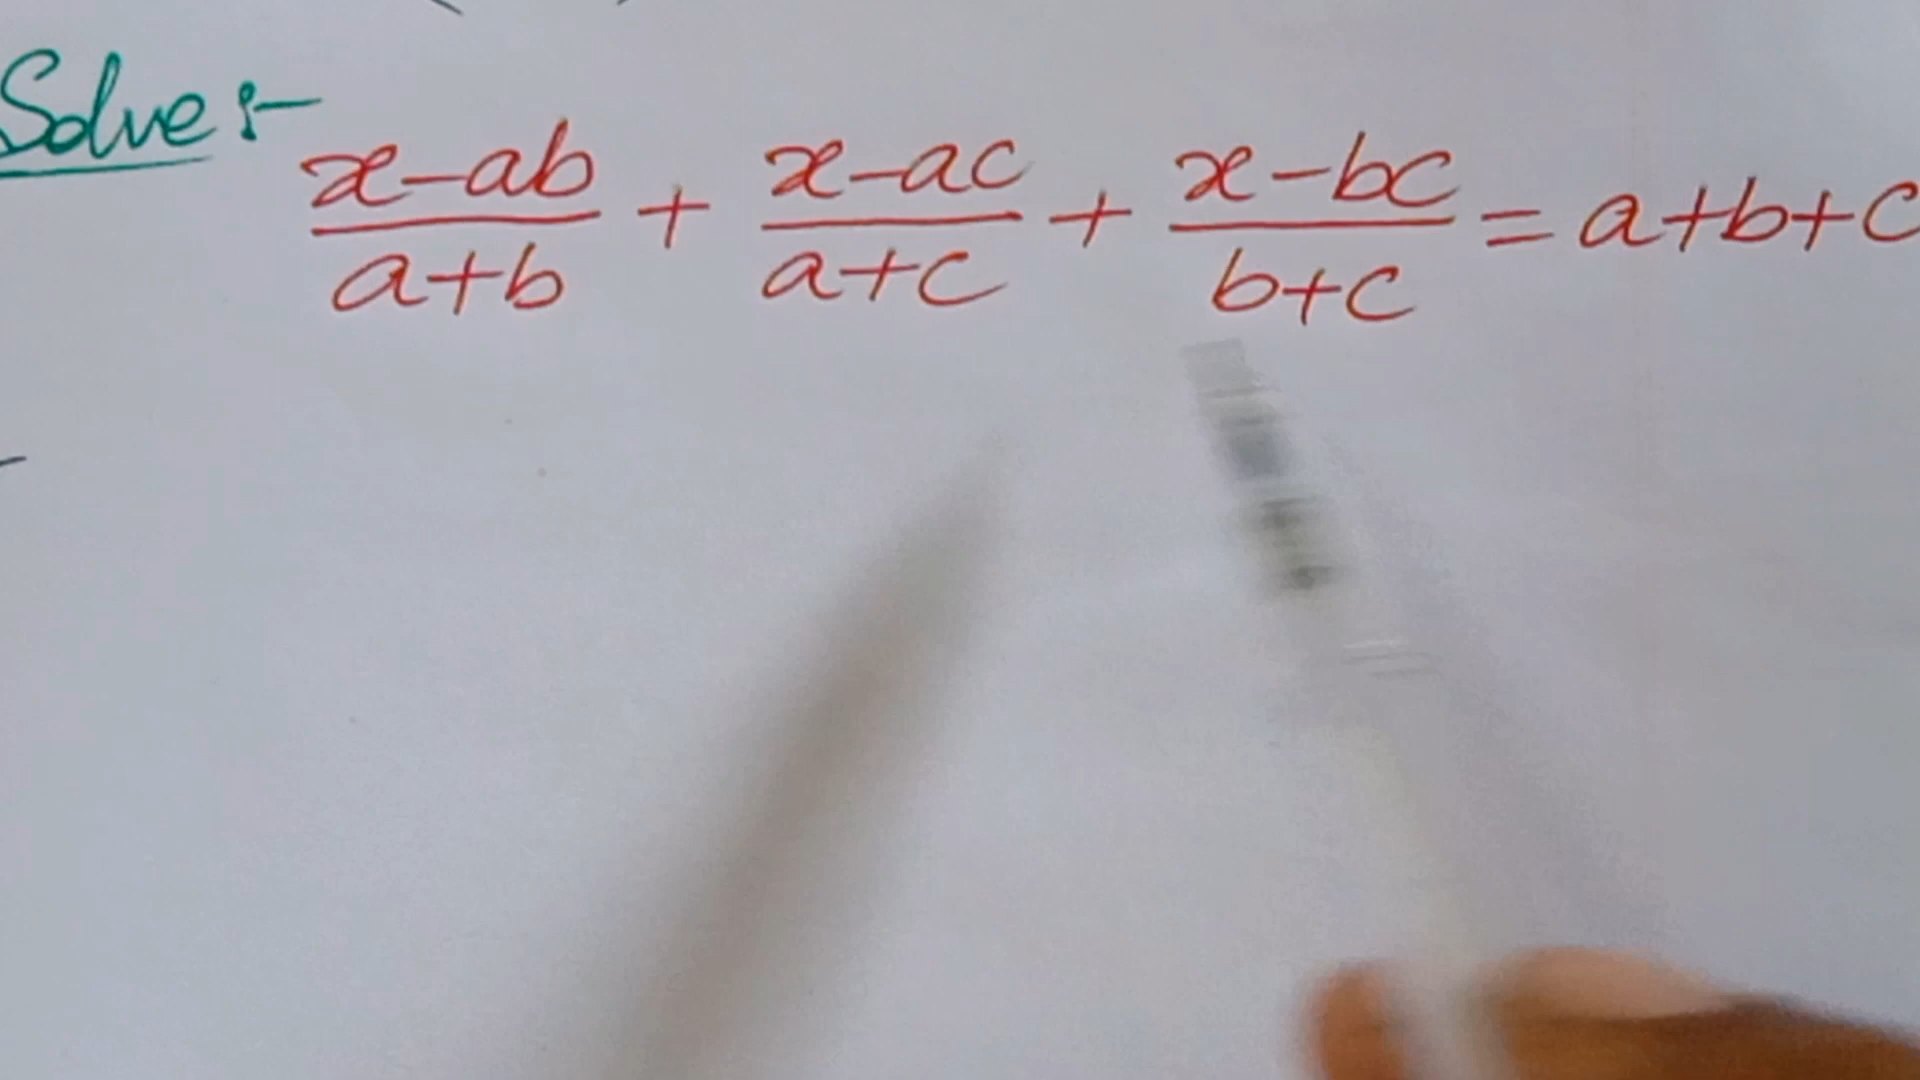 Solve :-
x-ab/a+b + x-ac/a+c + x-bc/b+c = a+b+c